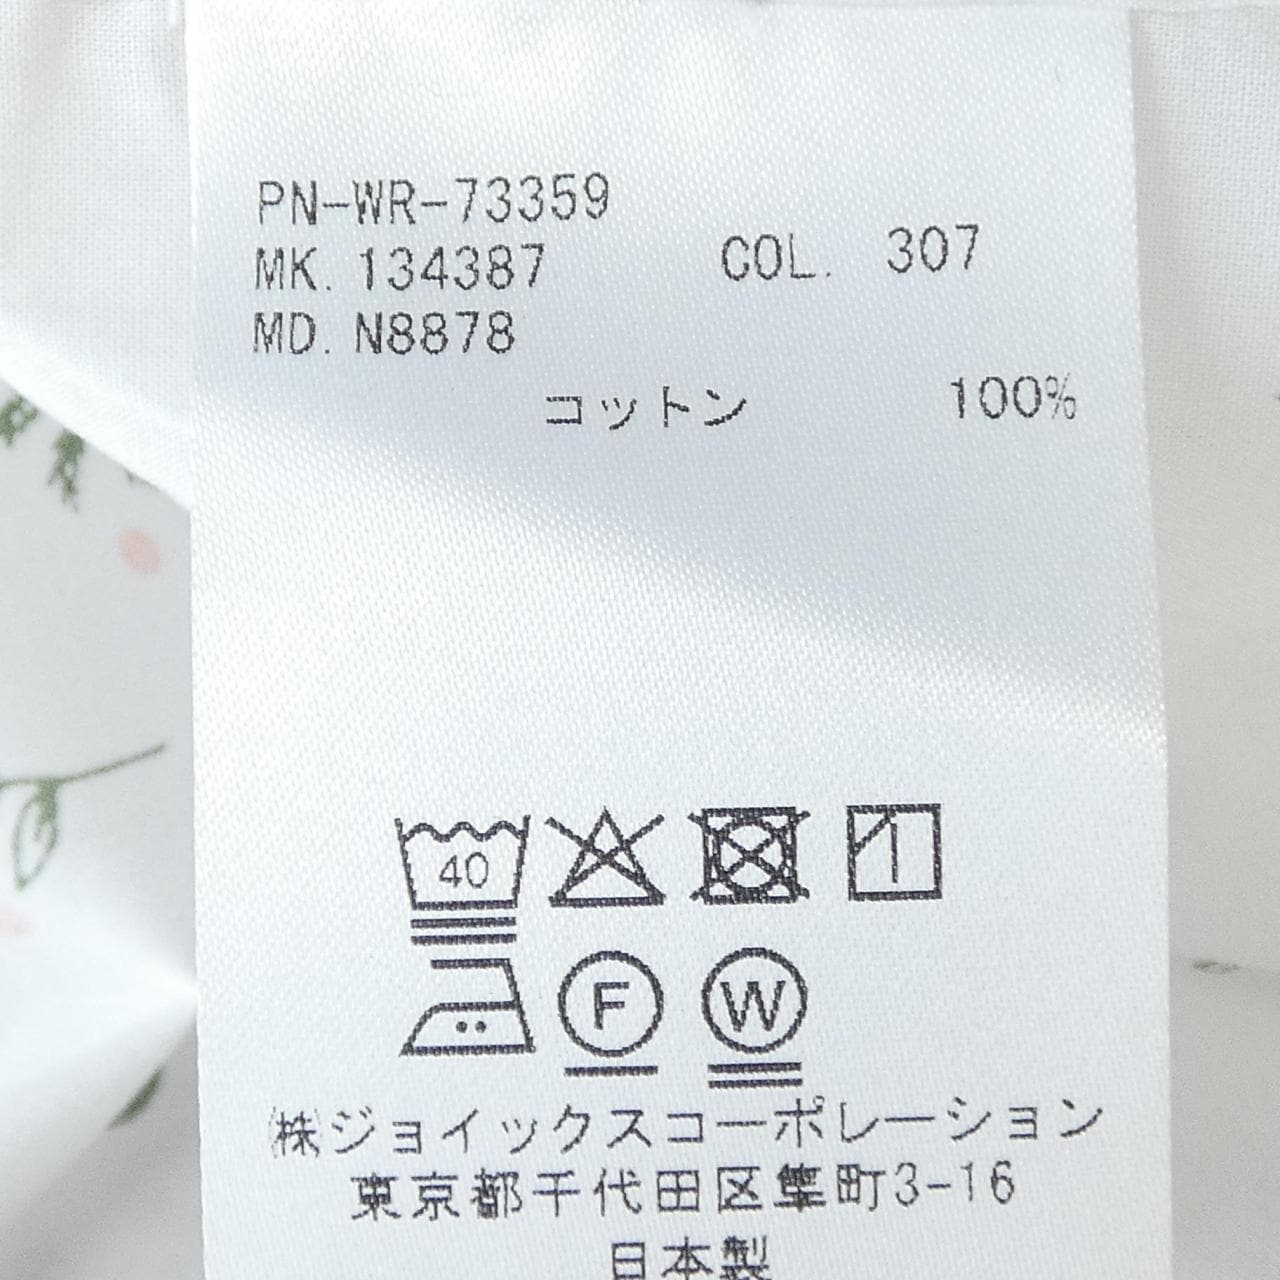 PN-WR-73359
MK. 134387 COL. 307
MD. N8878
コットン 100%
40
F W
㈱ジョイックスコーポレーション
東京都千代田区隼町3-16
日本製